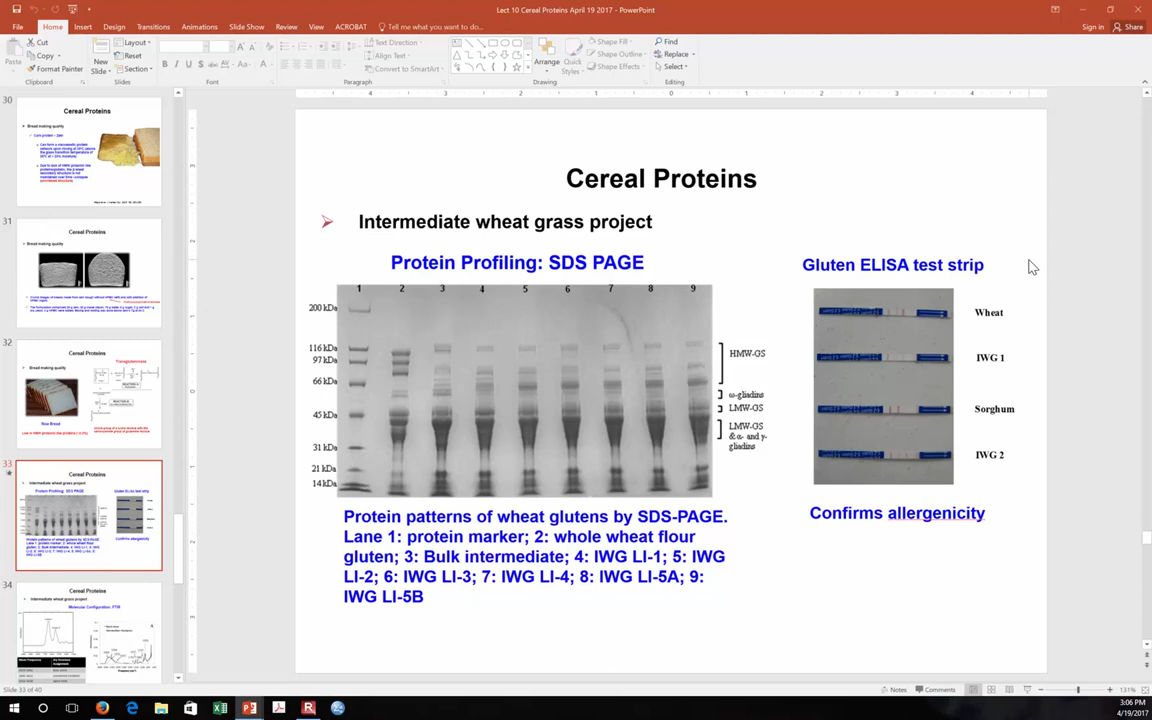 Lect 10 Cereal Proteins April 19 2017 - PowerPoint
File Home Insert Design Transitions Animations Slide Show Review View ACROBAT Tell me what you want to do... Sign in Share
Paste
Cut
Copy
Format Painter
Clipboard
New
Slide
Layout
Reset
Section
Slides
Font
Paragraph
Text Direction
Align Text
Convert to SmartArt
Arrange
Quick
Styles
Shape Fill
Shape Outline
Shape Effects
Drawing
Find
Replace
Select
Editing
30
Cereal Proteins
Bread making quality
31
Cereal Proteins
Bread making quality
32
Cereal Proteins
Bread making quality
Transglutaminase
33
Cereal Proteins
Intermediate wheat grass project
Protein Profiling: SDS PAGE
Gluten ELISA test strip
Confirms allergenicity
34
Cereal Proteins
Intermediate wheat grass project
Molecular Configuration: FTIR
Cereal Proteins
Intermediate wheat grass project
Protein Profiling: SDS PAGE
1 2 3 4 5 6 7 8 9
200 kDa
116 kDa
97 kDa
66 kDa
45 kDa
31 kDa
21 kDa
14 kDa
HMW-GS
ω-gliadins
LMW-GS
LMW-GS
& α- and γ-
gliadins
Protein patterns of wheat glutens by SDS-PAGE.
Lane 1: protein marker; 2: whole wheat flour
gluten; 3: Bulk intermediate; 4: IWG LI-1; 5: IWG
LI-2; 6: IWG LI-3; 7: IWG LI-4; 8: IWG LI-5A; 9:
IWG LI-5B
Gluten ELISA test strip
Wheat
IWG 1
Sorghum
IWG 2
Confirms allergenicity
Slide 33 of 40
Notes Comments 131%
3:06 PM
4/19/2017